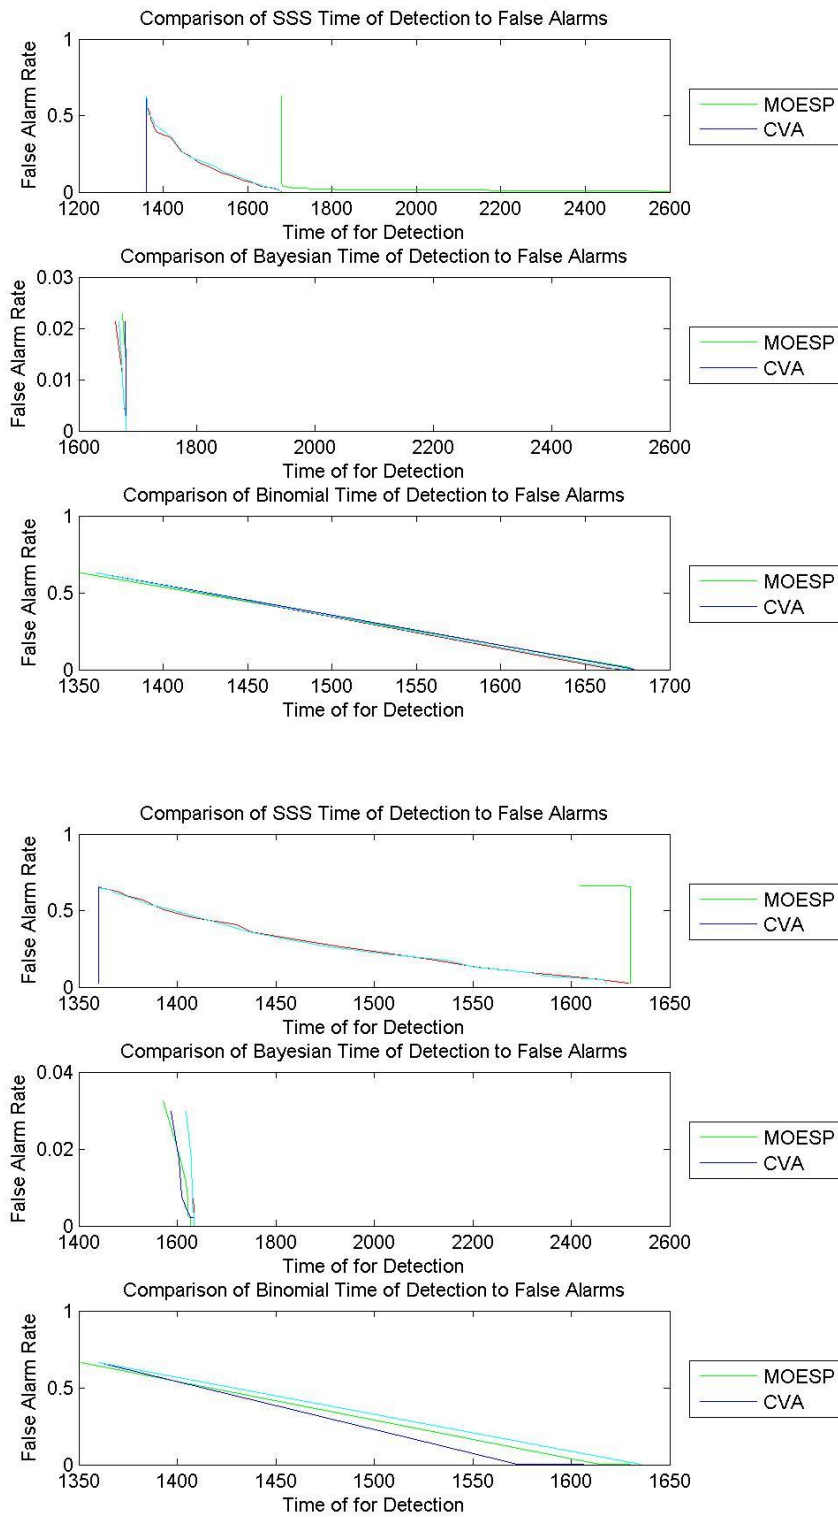 Comparison of SSS Time of Detection to False Alarms
False Alarm Rate
1
0.5
0
1200 1400 1600 1800 2000 2200 2400 2600
Time of for Detection
MOESP
CVA
Comparison of Bayesian Time of Detection to False Alarms
False Alarm Rate
0.03
0.02
0.01
0
1600 1800 2000 2200 2400 2600
Time of for Detection
MOESP
CVA
Comparison of Binomial Time of Detection to False Alarms
False Alarm Rate
1
0.5
0
1350 1400 1450 1500 1550 1600 1650 1700
Time of for Detection
MOESP
CVA
Comparison of SSS Time of Detection to False Alarms
False Alarm Rate
1
0.5
0
1350 1400 1450 1500 1550 1600 1650
Time of for Detection
MOESP
CVA
Comparison of Bayesian Time of Detection to False Alarms
False Alarm Rate
0.04
0.02
0
1400 1600 1800 2000 2200 2400 2600
Time of for Detection
MOESP
CVA
Comparison of Binomial Time of Detection to False Alarms
False Alarm Rate
1
0.5
0
1350 1400 1450 1500 1550 1600 1650
Time of for Detection
MOESP
CVA